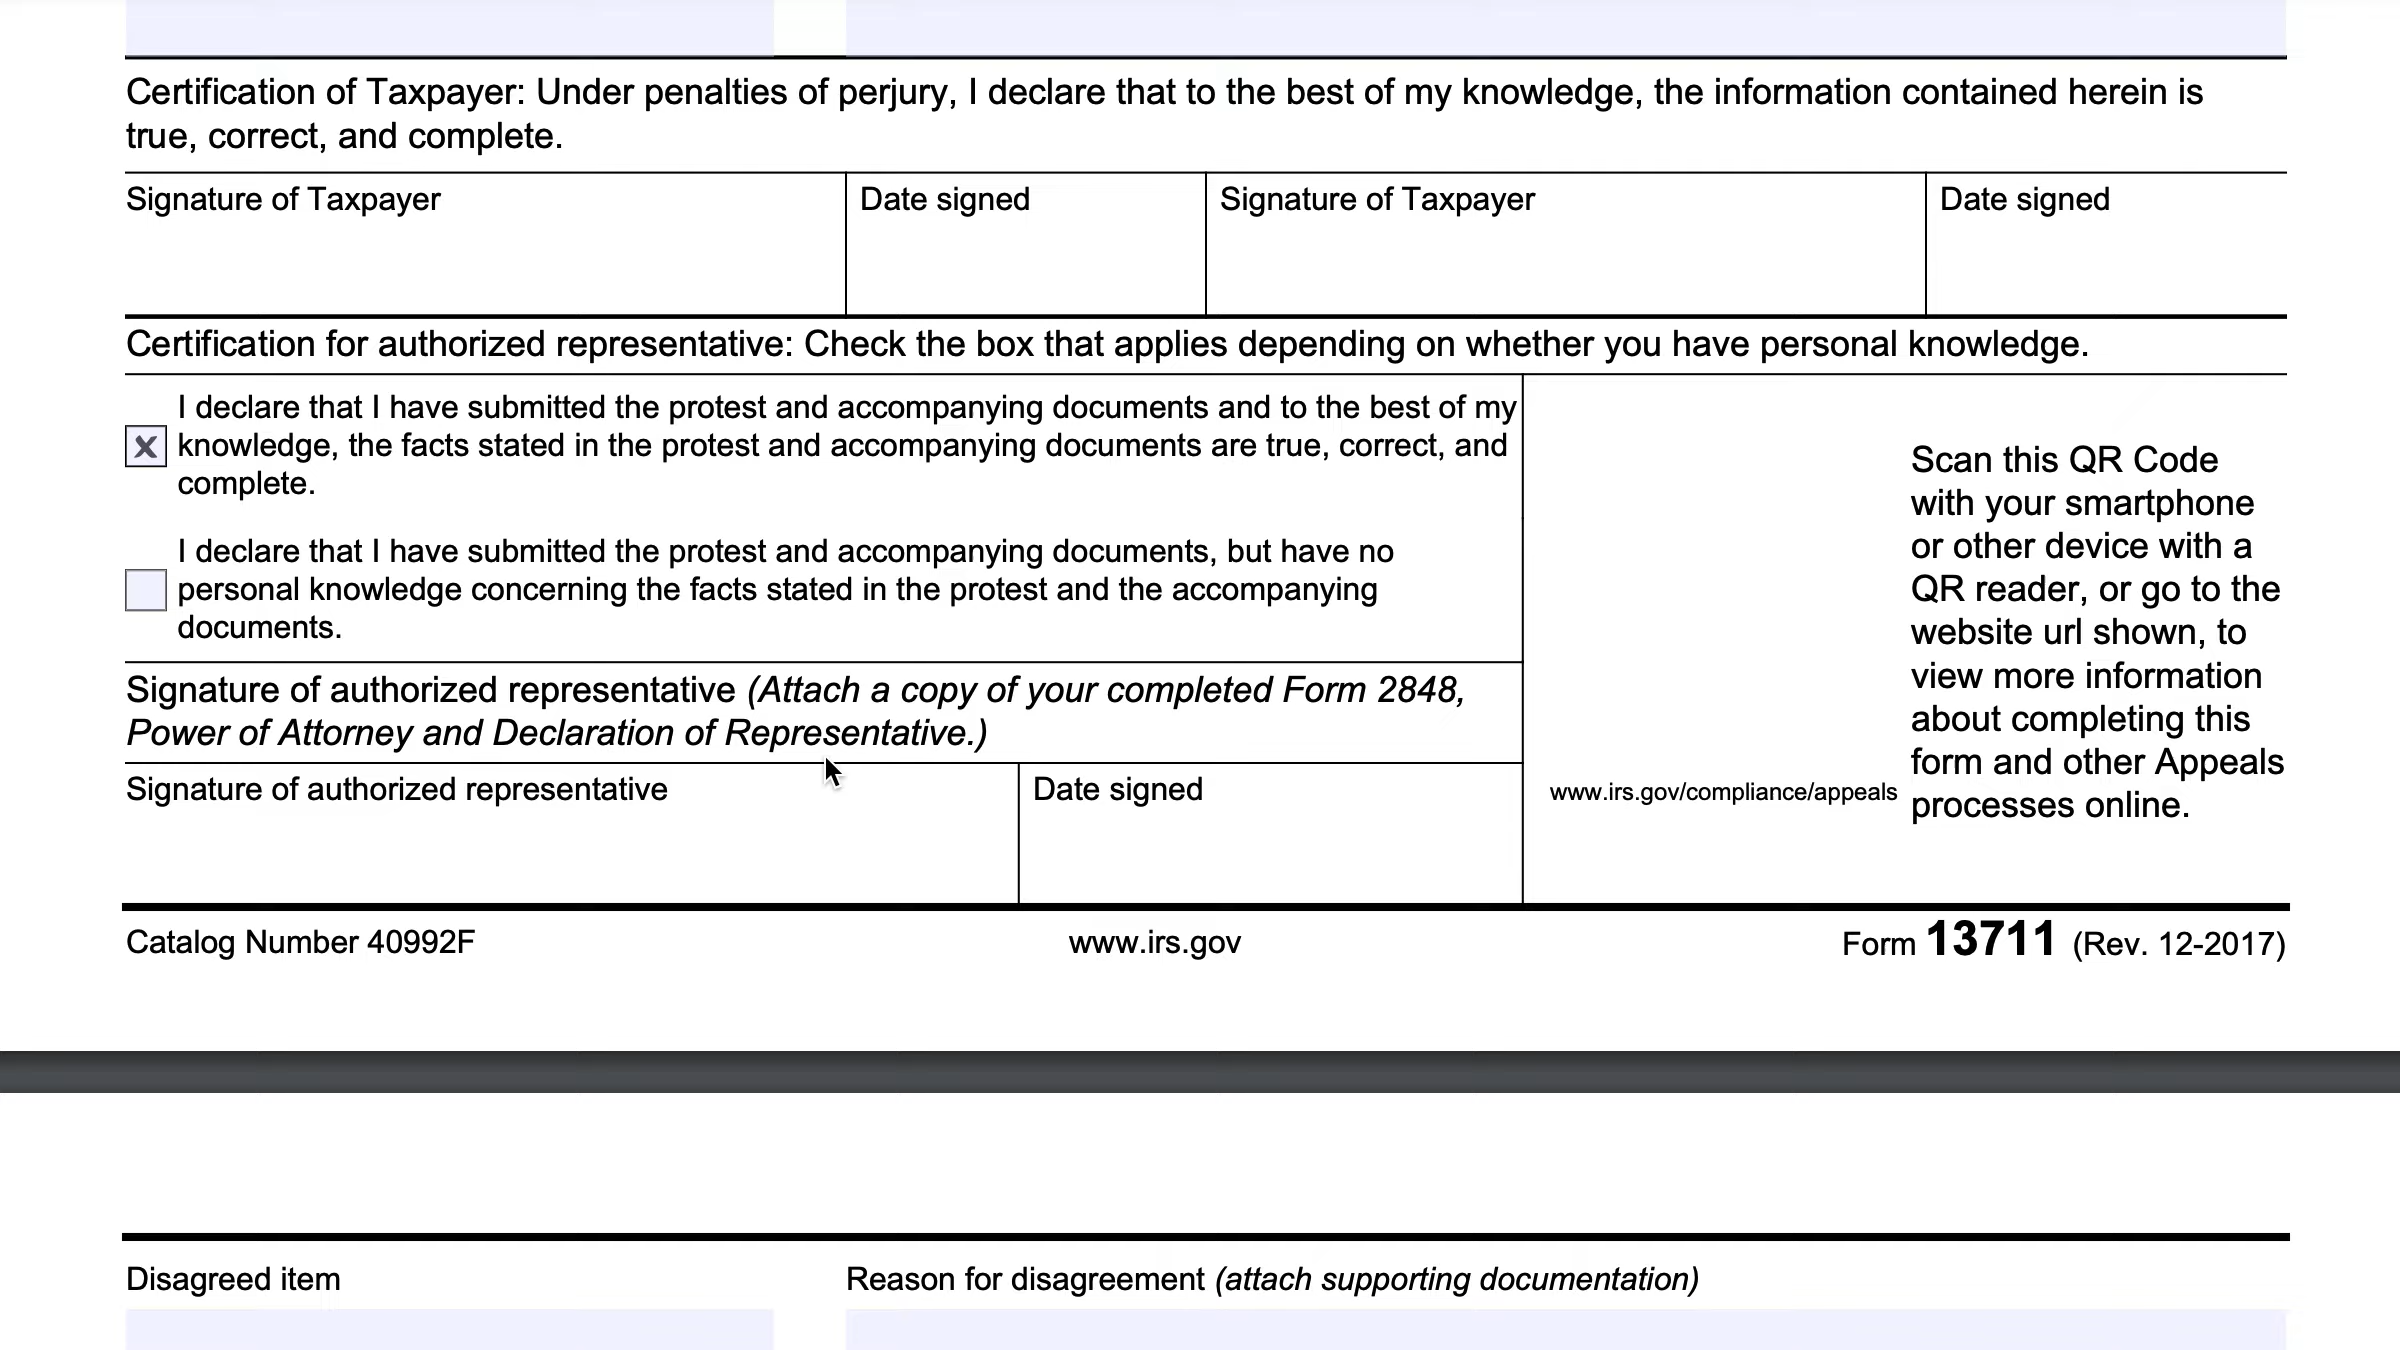 Certification of Taxpayer: Under penalties of perjury, I declare that to the best of my knowledge, the information contained herein is
true, correct, and complete.
Signature of Taxpayer
Date signed
Signature of Taxpayer
Date signed
Certification for authorized representative: Check the box that applies depending on whether you have personal knowledge.
I declare that I have submitted the protest and accompanying documents and to the best of my
X knowledge, the facts stated in the protest and accompanying documents are true, correct, and
complete.
I declare that I have submitted the protest and accompanying documents, but have no
personal knowledge concerning the facts stated in the protest and the accompanying
documents.
Signature of authorized representative (Attach a copy of your completed Form 2848,
Power of Attorney and Declaration of Representative.)
Signature of authorized representative
Date signed
www.irs.gov/compliance/appeals
Scan this QR Code
with your smartphone
or other device with a
QR reader, or go to the
website url shown, to
view more information
about completing this
form and other Appeals
processes online.
Catalog Number 40992F
www.irs.gov
Form 13711 (Rev. 12-2017)
Disagreed item
Reason for disagreement (attach supporting documentation)